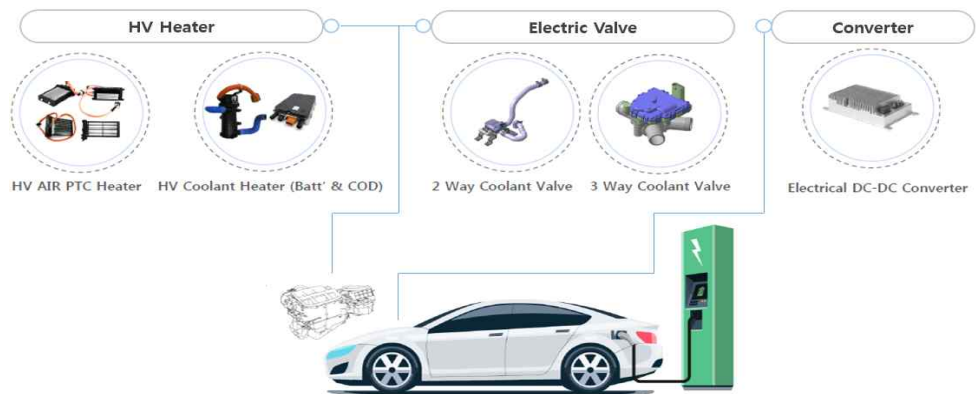 HV Heater
Electric Valve
Converter
HV AIR PTC Heater
HV Coolant Heater (Batt' & COD)
2 Way Coolant Valve
3 Way Coolant Valve
Electrical DC-DC Converter